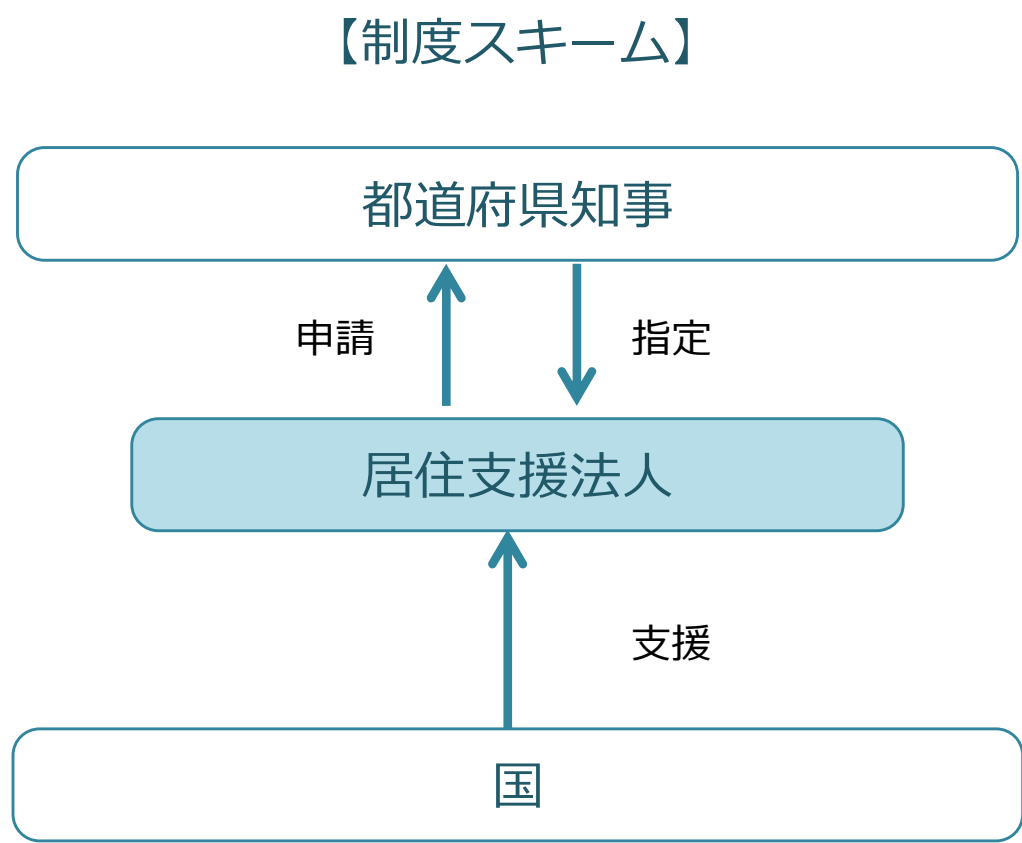 【制度スキーム】
都道府県知事
申請
指定
居住支援法人
支援
国